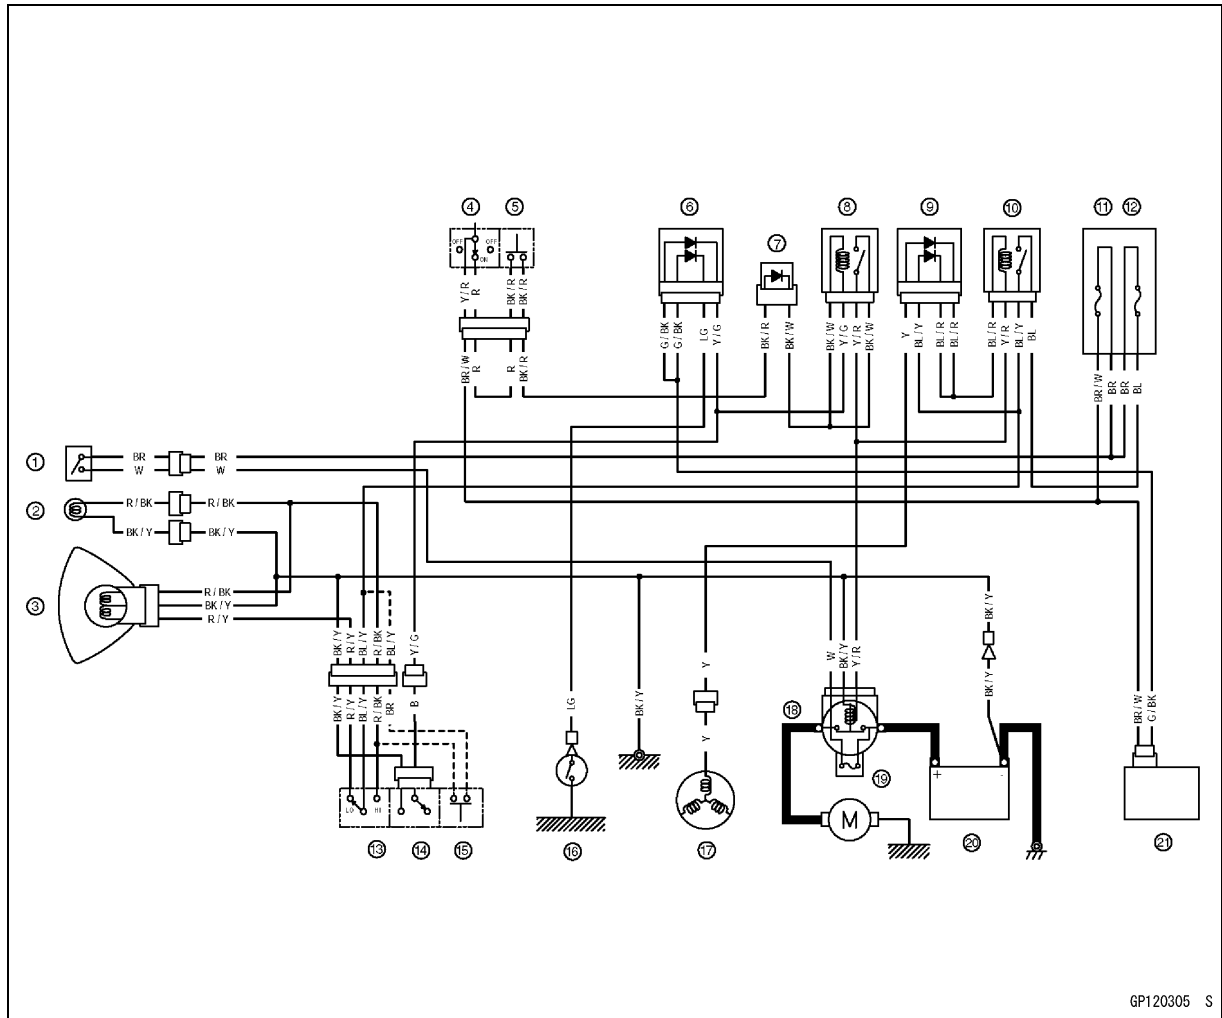 ④ ⑤ ⑥ ⑦ ⑧ ⑨ ⑩ ⑪ ⑫
OFF OFF
ON
Y/R R BK/R BK/R
G/BK G/BK LG Y/G
BK/R BK/W
BK/W Y/G Y/R BK/W
Y BL/Y BL/R BL/R
BL/R Y/R BL/Y BL
BR/W R R BK/R
BR/W BR BR BL
① BR BR
W W
② R/BK R/BK
BK/Y BK/Y
③ R/BK
BK/Y
R/Y
BK/Y R/Y BL/Y R/BK BL/Y Y/G
BK/Y R/Y BL/Y R/BK BR B
LO HI
⑬ ⑭ ⑮
LG
⑯
BK/Y
Y
Y
⑰
W BK/Y Y/R
⑱
⑲
M
BK/Y
BK/Y
+ -
⑳
BR/W G/BK
㉑
GP120305 S